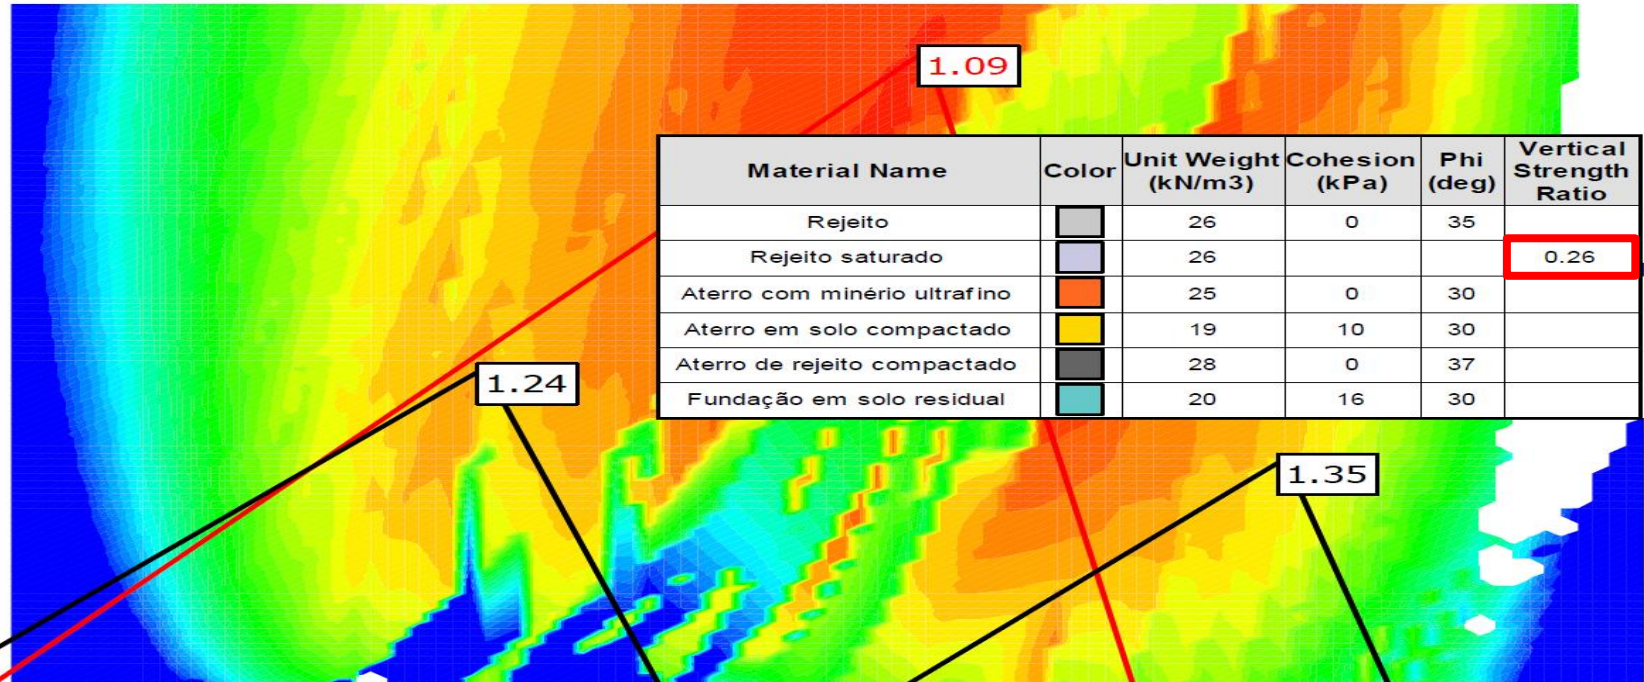 1.09
Material Name Color Unit Weight (kN/m3) Cohesion (kPa) Phi (deg) Vertical Strength Ratio
Rejeito 26 0 35
Rejeito saturado 26 0.26
Aterro com minério ultrafino 25 0 30
Aterro em solo compactado 19 10 30
Aterro de rejeito compactado 28 0 37
Fundação em solo residual 20 16 30
1.24
1.35